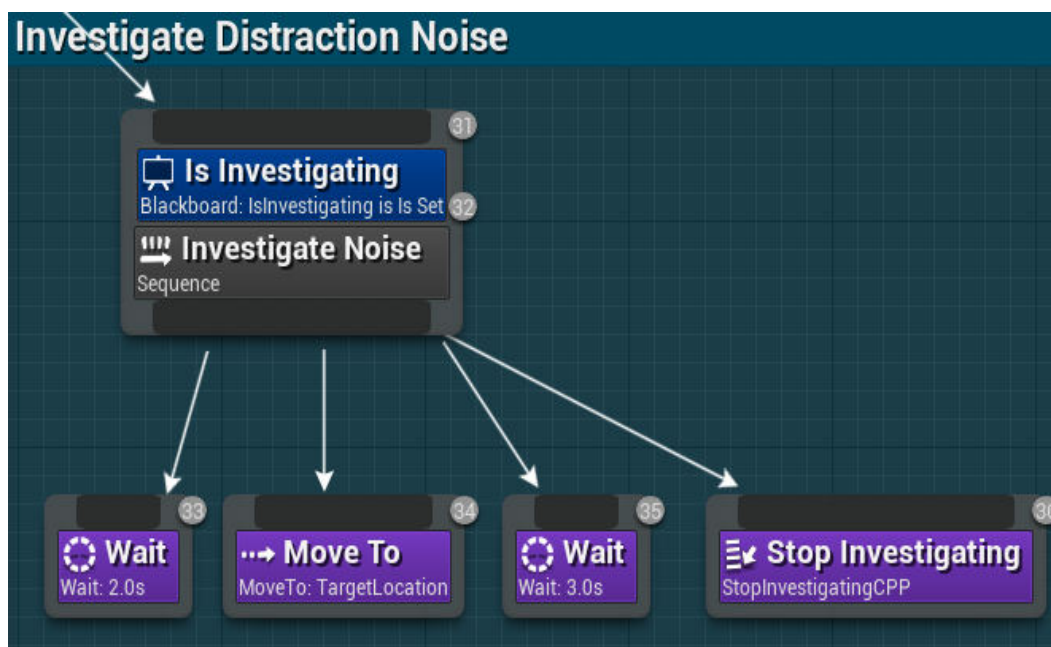 Investigate Distraction Noise
31
Is Investigating
Blackboard: IsInvestigating is Is Set
32
Investigate Noise
Sequence
33
34
35
Wait
Wait: 2.0s
Move To
MoveTo: TargetLocation
Wait
Wait: 3.0s
Stop Investigating
StopInvestigatingCPP